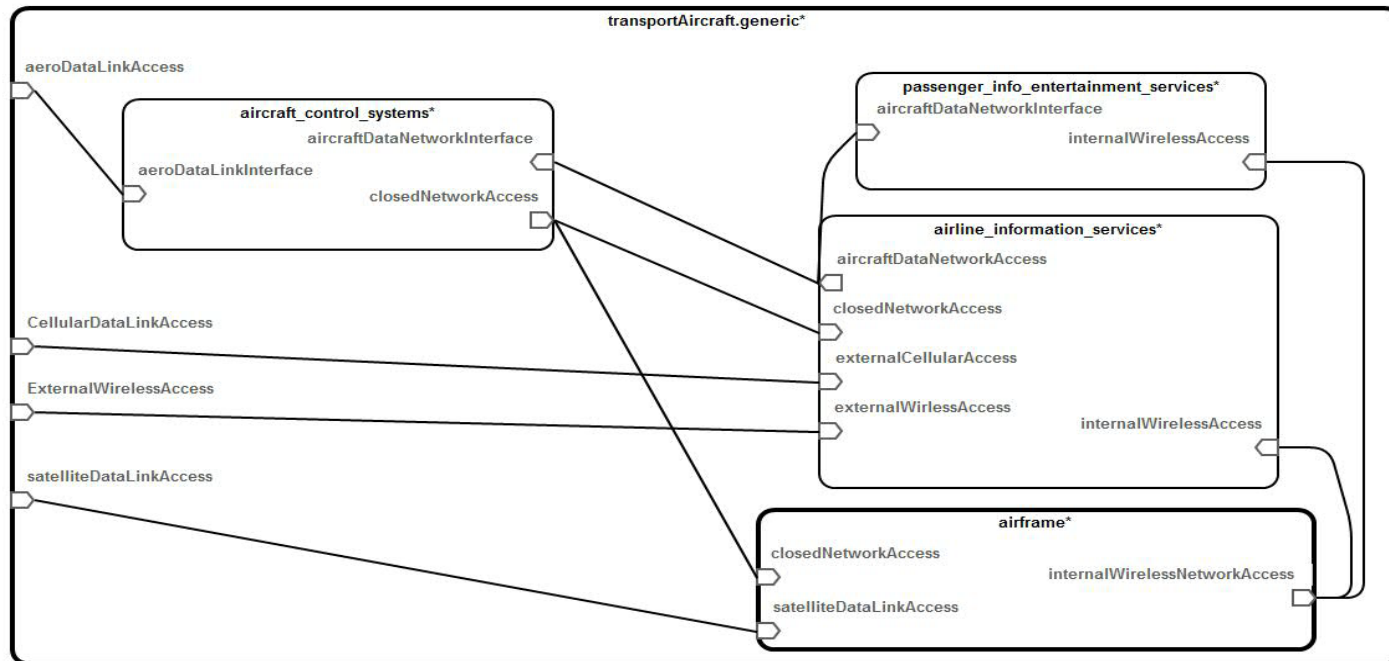 transportAircraft.generic*
aeroDataLinkAccess
aircraft_control_systems*
aircraftDataNetworkInterface
aeroDataLinkInterface
closedNetworkAccess
passenger_info_entertainment_services*
aircraftDataNetworkInterface
internalWirelessAccess
airline_information_services*
aircraftDataNetworkAccess
closedNetworkAccess
externalCellularAccess
externalWirlessAccess
internalWirelessAccess
CellularDataLinkAccess
ExternalWirelessAccess
satelliteDataLinkAccess
airframe*
closedNetworkAccess
internalWirelessNetworkAccess
satelliteDataLinkAccess